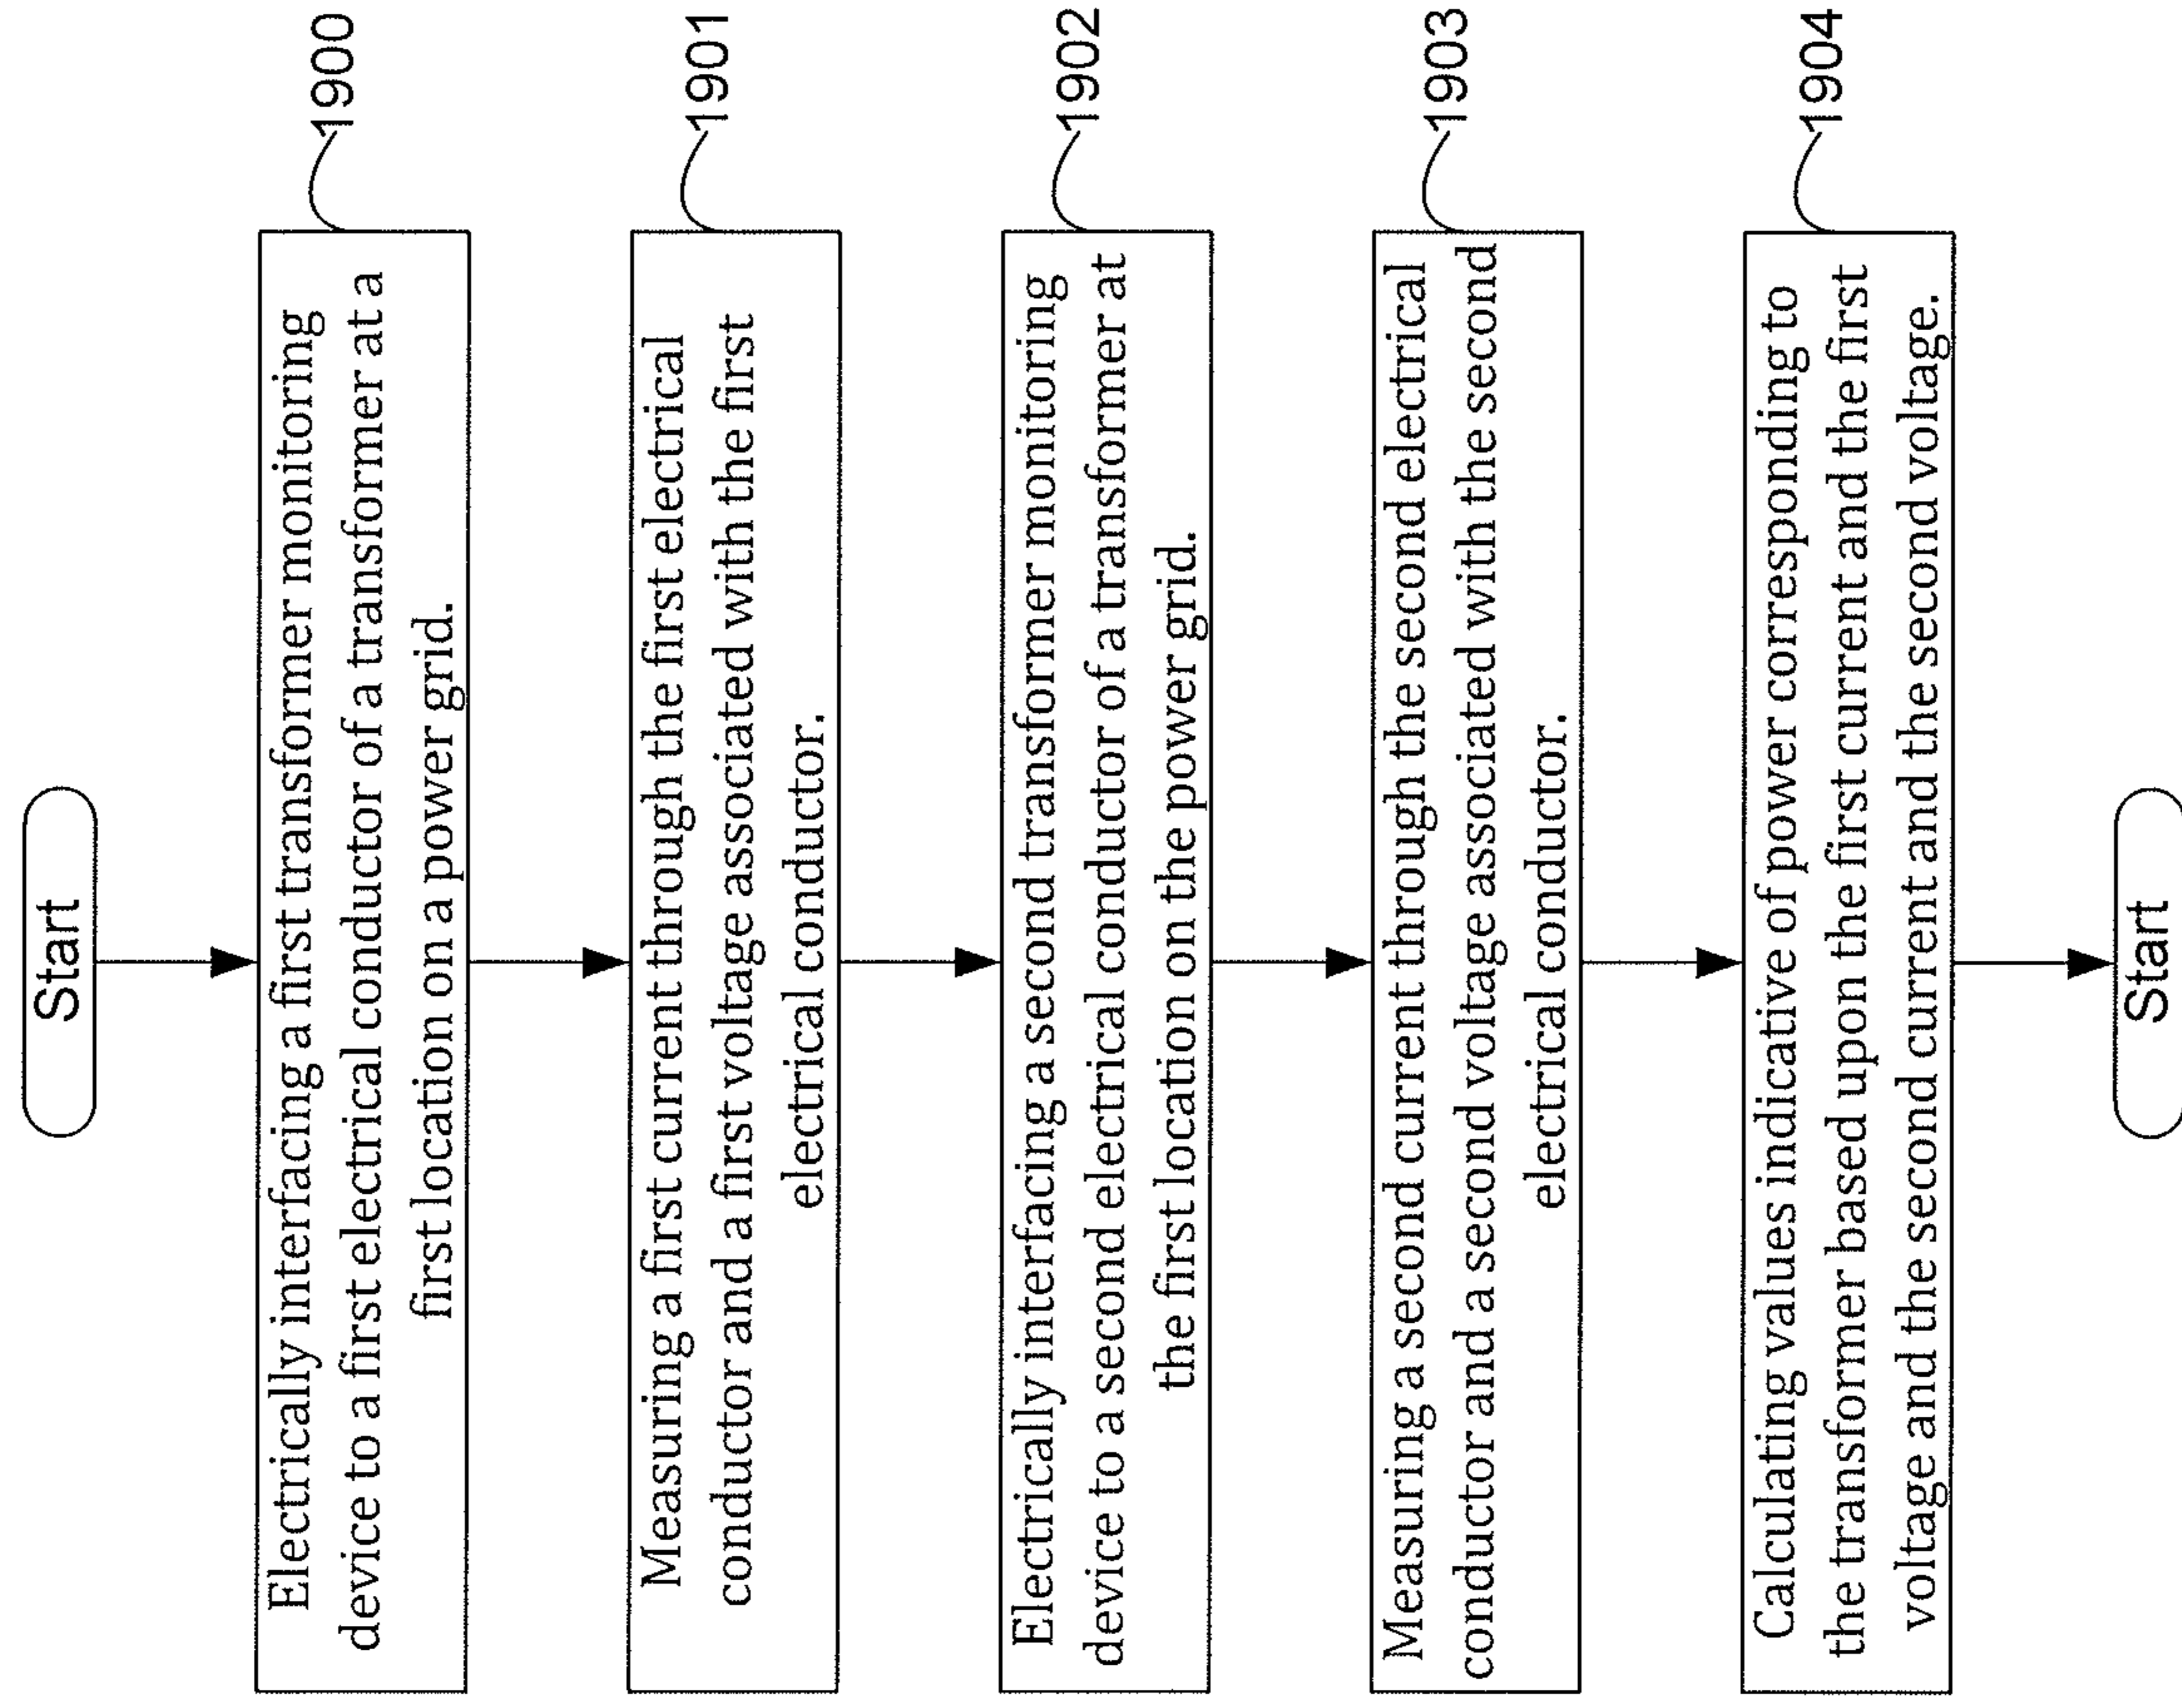 Start
Electrically interfacing a first transformer monitoring
device to a first electrical conductor of a transformer at a
first location on a power grid.
1900
Measuring a first current through the first electrical
conductor and a first voltage associated with the first
electrical conductor.
1901
Electrically interfacing a second transformer monitoring
device to a second electrical conductor of a transformer at
the first location on the power grid.
1902
Measuring a second current through the second electrical
conductor and a second voltage associated with the second
electrical conductor.
1903
Calculating values indicative of power corresponding to
the transformer based upon the first current and the first
voltage and the second current and the second voltage.
1904
Start